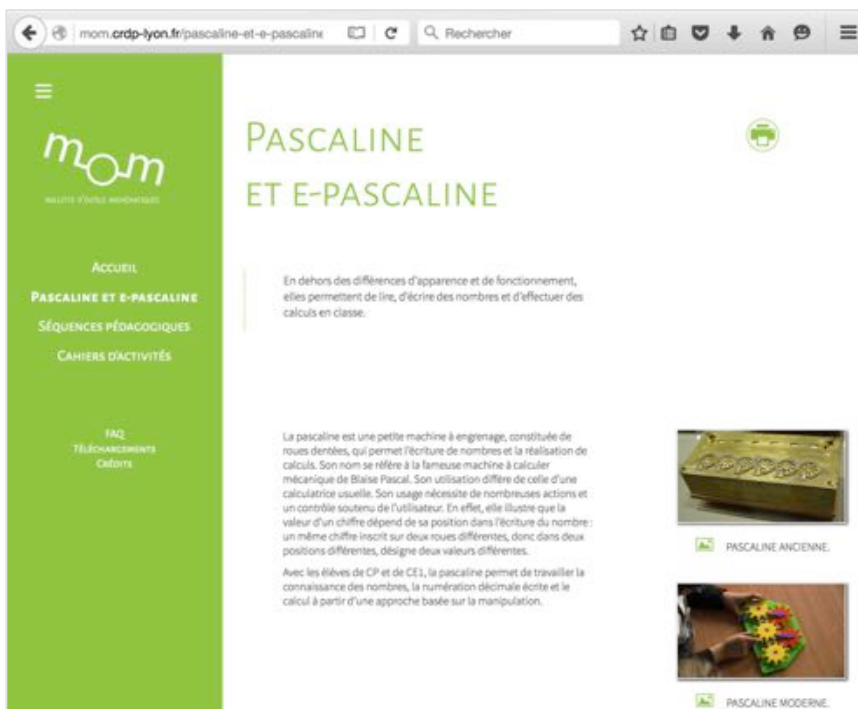 mom.crdp-lyon.fr/pascaline-et-e-pascaline
Rechercher
mom
MALLETTE D'OUTILS MATHÉMATIQUES
ACCUEIL
PASCALINE ET E-PASCALINE
SÉQUENCES PÉDAGOGIQUES
CAHIERS D'ACTIVITÉS
FAQ
TÉLÉCHARGEMENTS
CRÉDITS
PASCALINE
ET E-PASCALINE
En dehors des différences d'apparence et de fonctionnement,
elles permettent de lire, d'écrire des nombres et d'effectuer des
calculs en classe.
La pascaline est une petite machine à engrenage, constituée de
roues dentées, qui permet l'écriture de nombres et la réalisation de
calculs. Son nom se réfère à la fameuse machine à calculer
mécanique de Blaise Pascal. Son utilisation diffère de celle d'une
calculatrice usuelle. Son usage nécessite de nombreuses actions et
un contrôle soutenu de l'utilisateur. En effet, elle illustre que la
valeur d'un chiffre dépend de sa position dans l'écriture du nombre :
un même chiffre inscrit sur deux roues différentes, donc dans deux
positions différentes, désigne deux valeurs différentes.
Avec les élèves de CP et de CE1, la pascaline permet de travailler la
connaissance des nombres, la numération décimale écrite et le
calcul à partir d'une approche basée sur la manipulation.
PASCALINE ANCIENNE.
PASCALINE MODERNE.